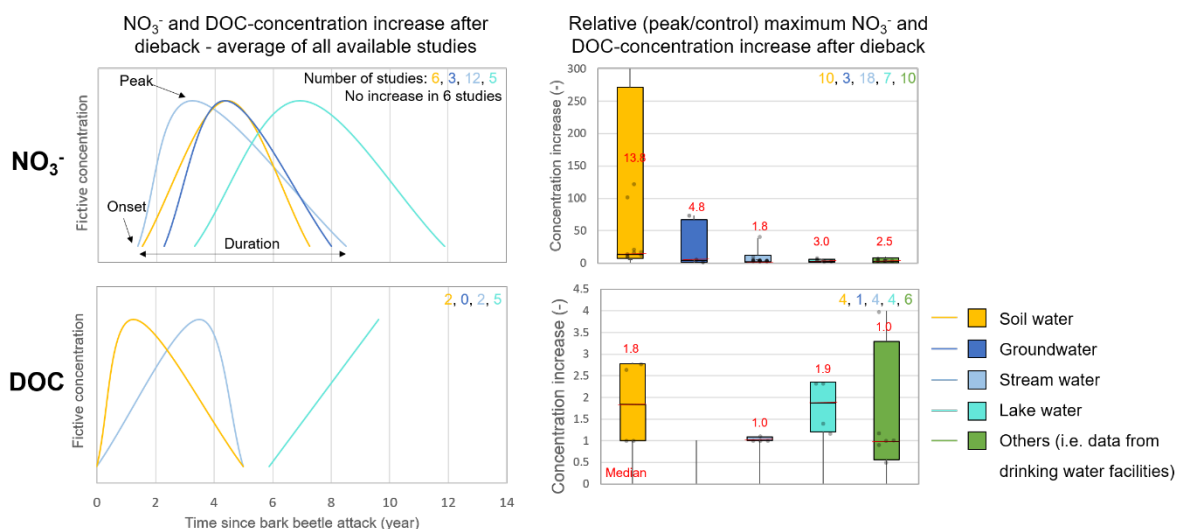 NO₃⁻ and DOC-concentration increase after
dieback - average of all available studies
Relative (peak/control) maximum NO₃⁻ and
DOC-concentration increase after dieback
NO₃⁻
Fictive concentration
Peak
Number of studies: 6, 3, 12, 5
No increase in 6 studies
Onset
Duration
Concentration increase (-)
300
250
200
150
100
50
0
10, 3, 18, 7, 10
13.8
4.8
1.8
3.0
2.5
DOC
Fictive concentration
2, 0, 2, 5
0 2 4 6 8 10 12 14
Time since bark beetle attack (year)
Concentration increase (-)
4.5
4
3.5
3
2.5
2
1.5
1
0.5
4, 1, 4, 4, 6
1.8
1.0
1.9
1.0
Median
Soil water
Groundwater
Stream water
Lake water
Others (i.e. data from
drinking water facilities)